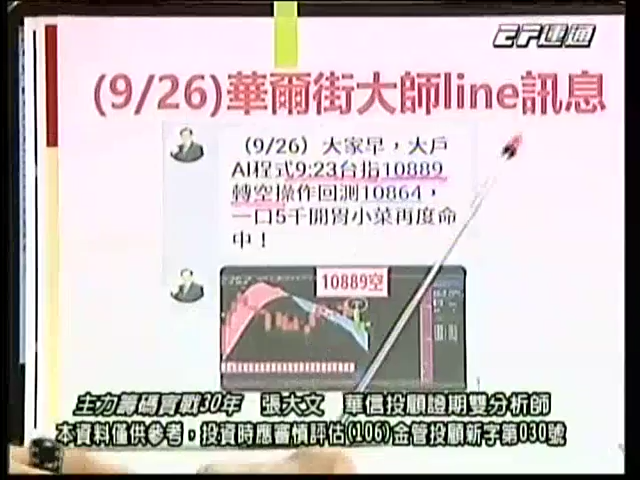 EF運通
(9/26)華爾街大師line訊息
(9/26) 大家早，大戶
AI程式9:23台指10889
轉空操作回測10864，
一口5千開胃小菜再度命
中！
10889空
主力籌碼實戰30年 張大文 華信投顧證期雙分析師
本資料僅供參考，投資時應審慎評估(106)金管投顧新字第030號